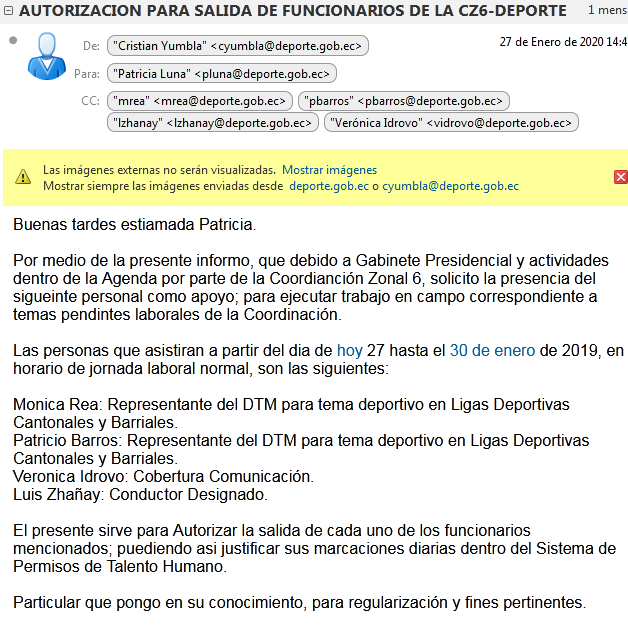 AUTORIZACION PARA SALIDA DE FUNCIONARIOS DE LA CZ6-DEPORTE 1 mens
De: "Cristian Yumbla" <cyumbla@deporte.gob.ec> 27 de Enero de 2020 14:4
Para: "Patricia Luna" <pluna@deporte.gob.ec>
CC: "mrea" <mrea@deporte.gob.ec> "pbarros" <pbarros@deporte.gob.ec>
"lzhanay" <lzhanay@deporte.gob.ec> "Verónica Idrovo" <vidrovo@deporte.gob.ec>
Las imágenes externas no serán visualizadas. Mostrar imágenes
Mostrar siempre las imágenes enviadas desde deporte.gob.ec o cyumbla@deporte.gob.ec
Buenas tardes estiamada Patricia.
Por medio de la presente informo, que debido a Gabinete Presidencial y actividades
dentro de la Agenda por parte de la Coordianción Zonal 6, solicito la presencia del
sigueinte personal como apoyo; para ejecutar trabajo en campo correspondiente a
temas pendintes laborales de la Coordinación.
Las personas que asistiran a partir del dia de hoy 27 hasta el 30 de enero de 2019, en
horario de jornada laboral normal, son las siguientes:
Monica Rea: Representante del DTM para tema deportivo en Ligas Deportivas
Cantonales y Barriales.
Patricio Barros: Representante del DTM para tema deportivo en Ligas Deportivas
Cantonales y Barriales.
Veronica Idrovo: Cobertura Comunicación.
Luis Zhañay: Conductor Designado.
El presente sirve para Autorizar la salida de cada uno de los funcionarios
mencionados; puediendo asi justificar sus marcaciones diarias dentro del Sistema de
Permisos de Talento Humano.
Particular que pongo en su conocimiento, para regularización y fines pertinentes.